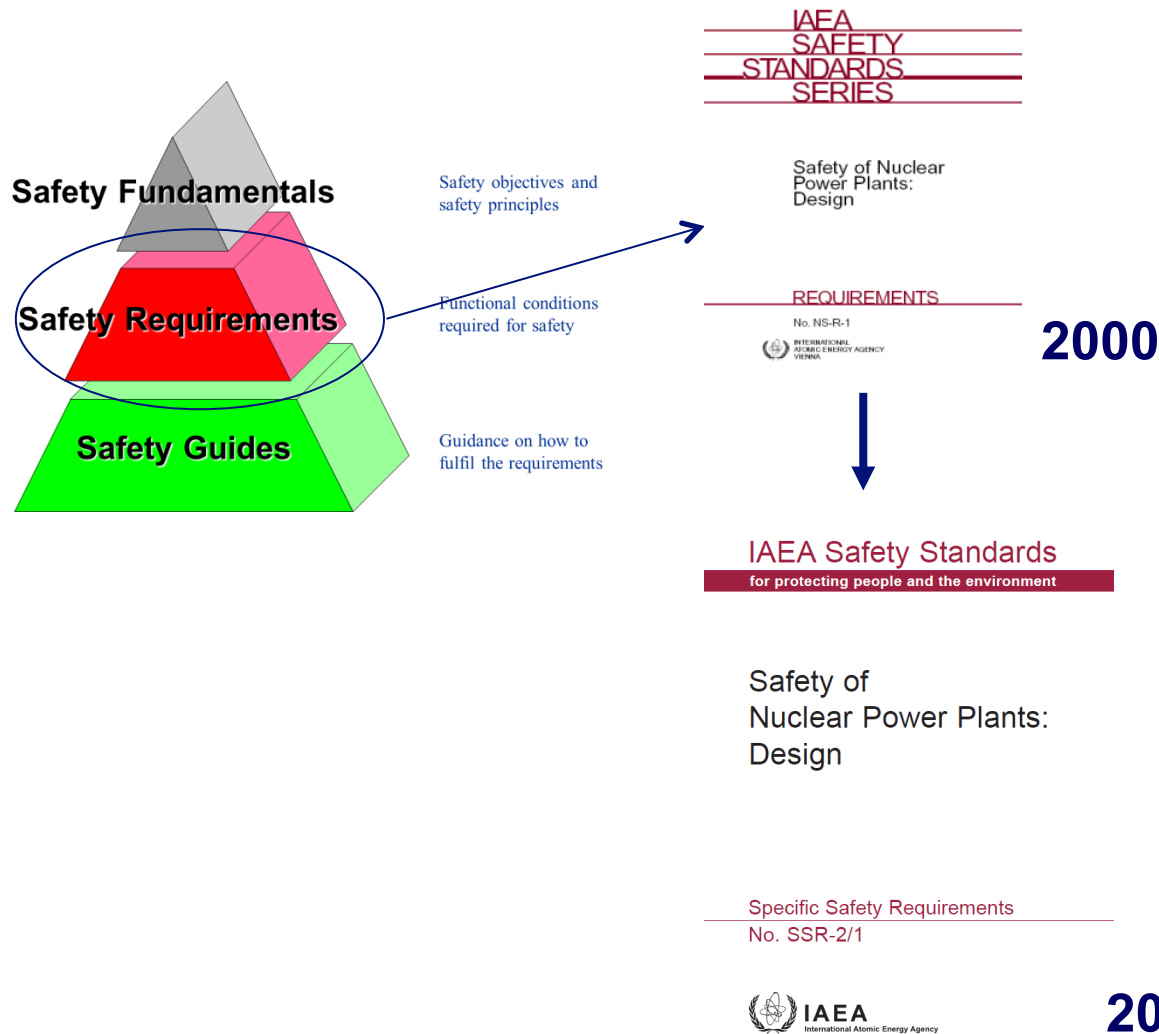 Safety Fundamentals
Safety objectives and
safety principles
Safety Requirements
Functional conditions
required for safety
Safety Guides
Guidance on how to
fulfil the requirements
IAEA
SAFETY
STANDARDS
SERIES
Safety of Nuclear
Power Plants:
Design
REQUIREMENTS
No. NS-R-1
INTERNATIONAL
ATOMIC ENERGY AGENCY
VIENNA
2000
IAEA Safety Standards
for protecting people and the environment
Safety of
Nuclear Power Plants:
Design
Specific Safety Requirements
No. SSR-2/1
IAEA
International Atomic Energy Agency